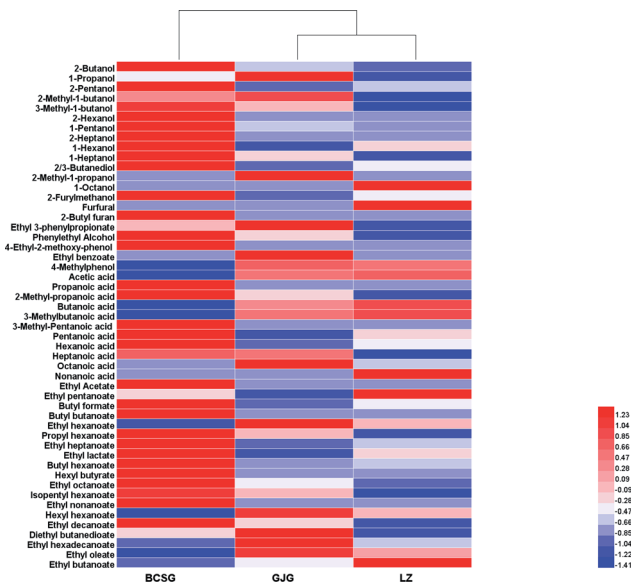 2-Butanol
1-Propanol
2-Pentanol
2-Methyl-1-butanol
3-Methyl-1-butanol
2-Hexanol
1-Pentanol
2-Heptanol
1-Hexanol
1-Heptanol
2/3-Butanediol
2-Methyl-1-propanol
1-Octanol
2-Furylmethanol
Furfural
2-Butyl furan
Ethyl 3-phenylpropionate
Phenylethyl Alcohol
4-Ethyl-2-methoxy-phenol
Ethyl benzoate
4-Methylphenol
Acetic acid
Propanoic acid
2-Methyl-propanoic acid
Butanoic acid
3-Methylbutanoic acid
3-Methyl-Pentanoic acid
Pentanoic acid
Hexanoic acid
Heptanoic acid
Octanoic acid
Nonanoic acid
Ethyl Acetate
Ethyl pentanoate
Butyl formate
Butyl butanoate
Ethyl hexanoate
Propyl hexanoate
Ethyl heptanoate
Ethyl lactate
Butyl hexanoate
Hexyl butyrate
Ethyl octanoate
Isopentyl hexanoate
Ethyl nonanoate
Hexyl hexanoate
Ethyl decanoate
Diethyl butanedioate
Ethyl hexadecanoate
Ethyl oleate
Ethyl butanoate
BCSG GJG LZ
1.23
1.04
0.85
0.66
0.47
0.28
0.09
-0.09
-0.28
-0.47
-0.66
-0.85
-1.04
-1.22
-1.41